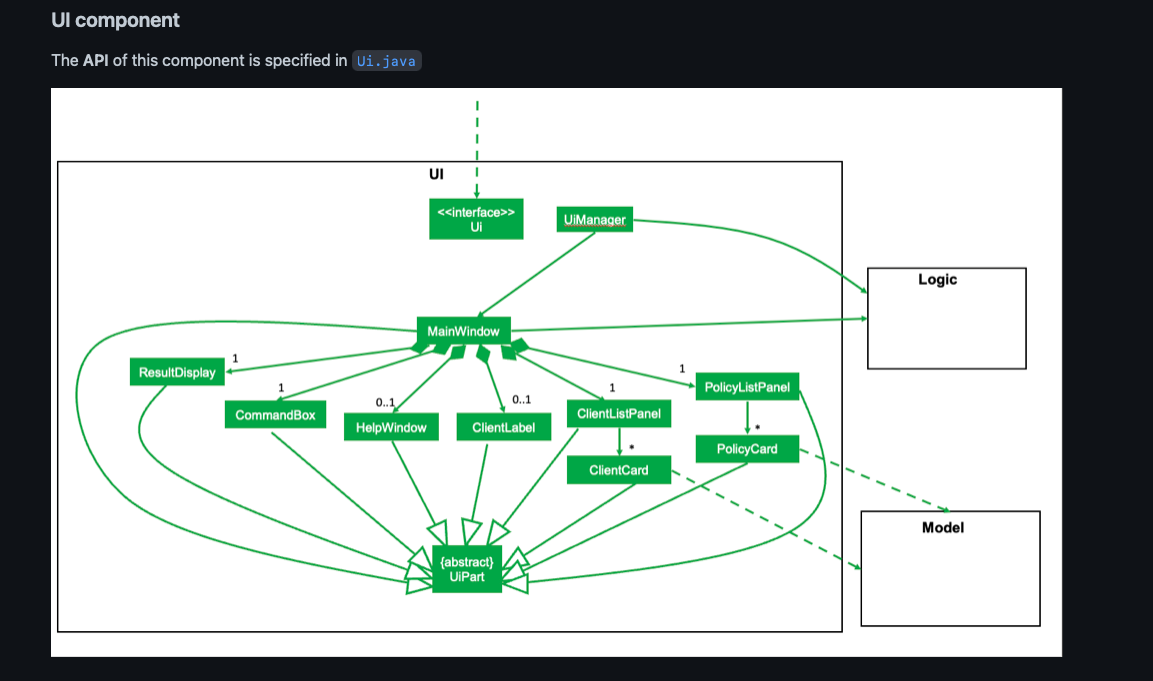 UI component
The API of this component is specified in Ui.java
UI
<<interface>>
Ui
UiManager
Logic
MainWindow
1
ResultDisplay
1
CommandBox
0..1
HelpWindow
0..1
ClientLabel
1
ClientListPanel
*
ClientCard
1
PolicyListPanel
*
PolicyCard
Model
{abstract}
UiPart